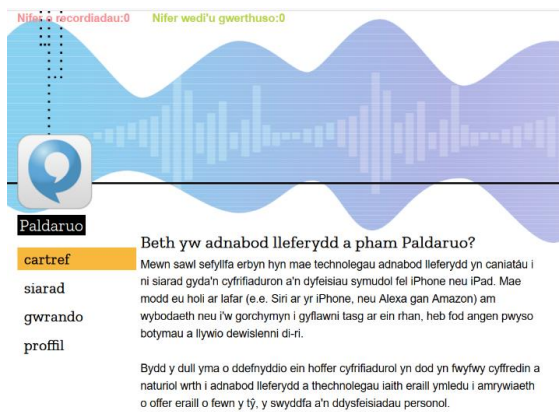 Nifer o recordiadau:0 Nifer wedi'u gwerthuso:0
Paldaruo
cartref
siarad
gwrando
proffil
Beth yw adnabod lleferydd a pham Paldaruo?
Mewn sawl sefyllfa erbyn hyn mae technolegau adnabod lleferydd yn caniatáu i
ni siarad gyda'n cyfrifiaduron a'n dyfeisiau symudol fel iPhone neu iPad. Mae
modd eu holi ar lafar (e.e. Siri ar yr iPhone, neu Alexa gan Amazon) am
wybodaeth neu i'w gorchymyn i gyflawni tasg ar ein rhan, heb fod angen pwyso
botymau a llywio dewislenni di-ri.
Bydd y dull yma o ddefnyddio ein hoffer cyfrifiadurol yn dod yn fwyfwy cyffredin a
naturiol wrth i adnabod lleferydd a thechnolegau iaith eraill ymledu i amrywiaeth
o offer eraill o fewn y tŷ, y swyddfa a'n ddysfeisiadau personol.